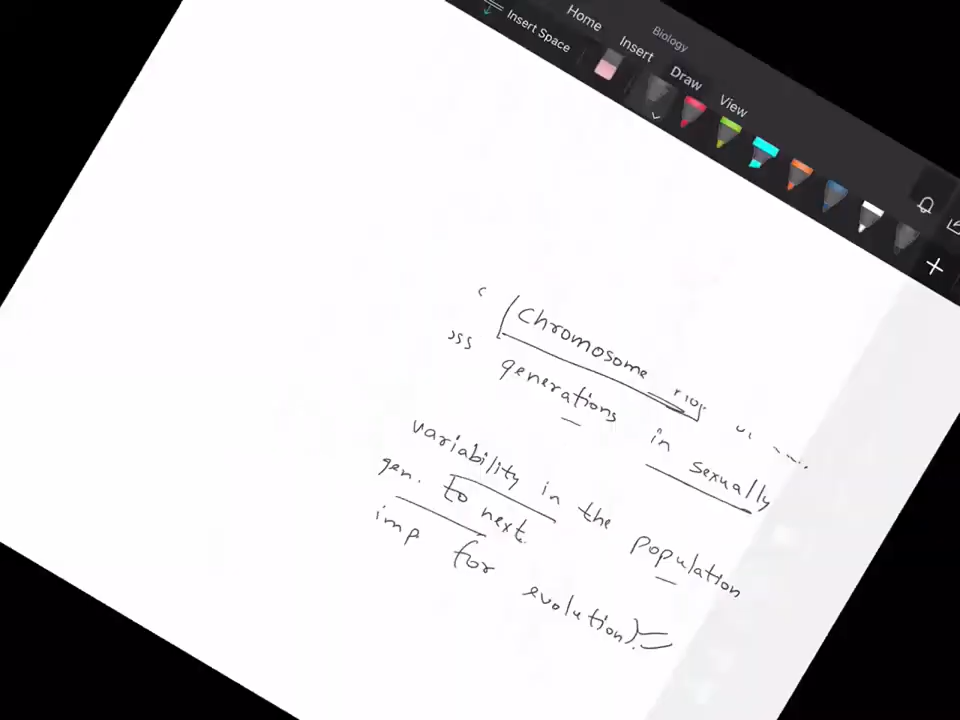 Biology
Home
Insert
Draw
View
Insert Space
(chromosome
generations in sexually
variability in the population
gen. to next
imp for evolution).